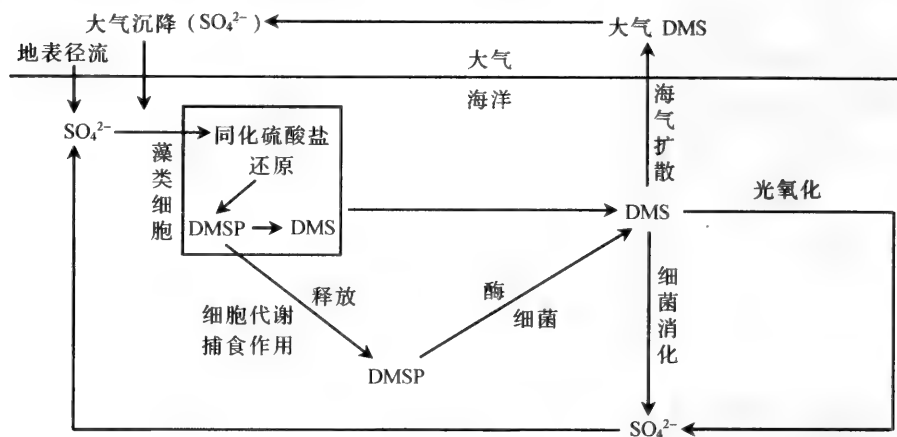 大气沉降 (SO₄²⁻)
大气 DMS
地表径流
大气
海洋
SO₄²⁻
同化硫酸盐
还原
藻类细胞
DMSP
DMS
海气扩散
DMS
光氧化
释放
细胞代谢
捕食作用
酶
细菌
细菌消化
DMSP
SO₄²⁻